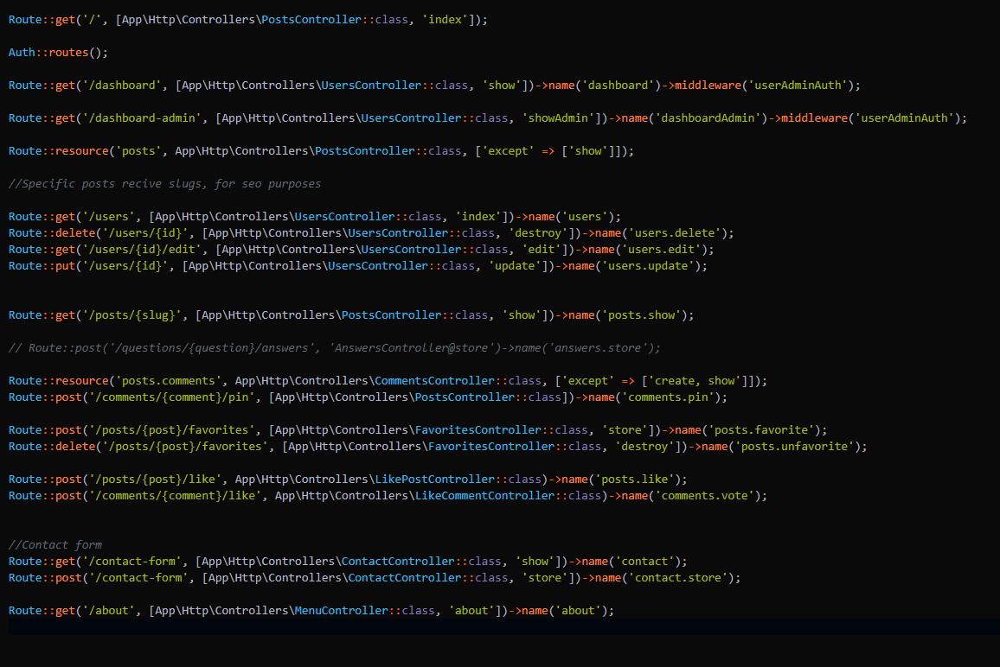 Route::get('/', [App\Http\Controllers\PostsController::class, 'index']);
Auth::routes();
Route::get('/dashboard', [App\Http\Controllers\UsersController::class, 'show'])->name('dashboard')->middleware('userAdminAuth');
Route::get('/dashboard-admin', [App\Http\Controllers\UsersController::class, 'showAdmin'])->name('dashboardAdmin')->middleware('userAdminAuth');
Route::resource('posts', App\Http\Controllers\PostsController::class, ['except' => ['show']]);
//Specific posts recive slugs, for seo purposes
Route::get('/users', [App\Http\Controllers\UsersController::class, 'index'])->name('users');
Route::delete('/users/{id}', [App\Http\Controllers\UsersController::class, 'destroy'])->name('users.delete');
Route::get('/users/{id}/edit', [App\Http\Controllers\UsersController::class, 'edit'])->name('users.edit');
Route::put('/users/{id}', [App\Http\Controllers\UsersController::class, 'update'])->name('users.update');
Route::get('/posts/{slug}', [App\Http\Controllers\PostsController::class, 'show'])->name('posts.show');
// Route::post('/questions/{question}/answers', 'AnswersController@store')->name('answers.store');
Route::resource('posts.comments', App\Http\Controllers\CommentsController::class, ['except' => ['create, show']]);
Route::post('/comments/{comment}/pin', [App\Http\Controllers\PostsController::class])->name('comments.pin');
Route::post('/posts/{post}/favorites', [App\Http\Controllers\FavoritesController::class, 'store'])->name('posts.favorite');
Route::delete('/posts/{post}/favorites', [App\Http\Controllers\FavoritesController::class, 'destroy'])->name('posts.unfavorite');
Route::post('/posts/{post}/like', App\Http\Controllers\LikePostController::class)->name('posts.like');
Route::post('/comments/{comment}/like', App\Http\Controllers\LikeCommentController::class)->name('comments.vote');
//Contact form
Route::get('/contact-form', [App\Http\Controllers\ContactController::class, 'show'])->name('contact');
Route::post('/contact-form', [App\Http\Controllers\ContactController::class, 'store'])->name('contact.store');
Route::get('/about', [App\Http\Controllers\MenuController::class, 'about'])->name('about');